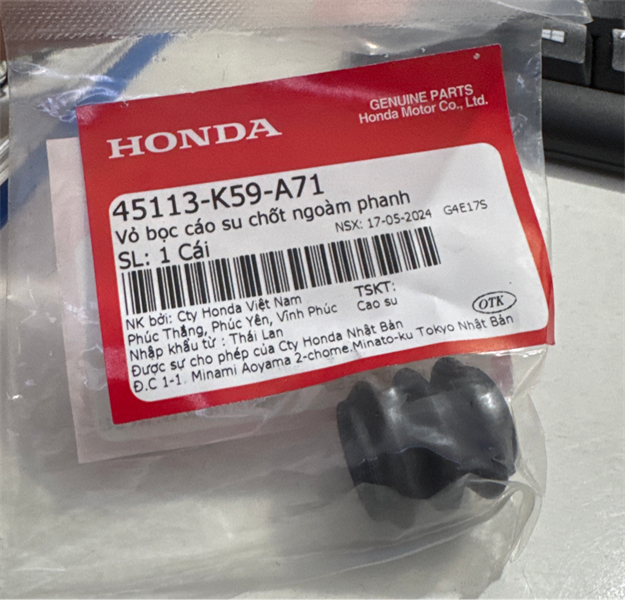 HONDA
GENUINE PARTS
Honda Motor Co., Ltd.
45113-K59-A71
Vỏ bọc cáo su chốt ngoàm phanh
NSX: 17-05-2024 G4E17S
SL: 1 Cái
NK bởi: Cty Honda Việt Nam
Phúc Thắng, Phúc Yên, Vĩnh Phúc
Nhập khẩu từ : Thái Lan
TSKT:
Cao su
OTK
Được sự cho phép của Cty Honda Nhật Bản
Đ.C 1-1. Minami Aoyama 2-chome.Minato-ku Tokyo Nhật Bản